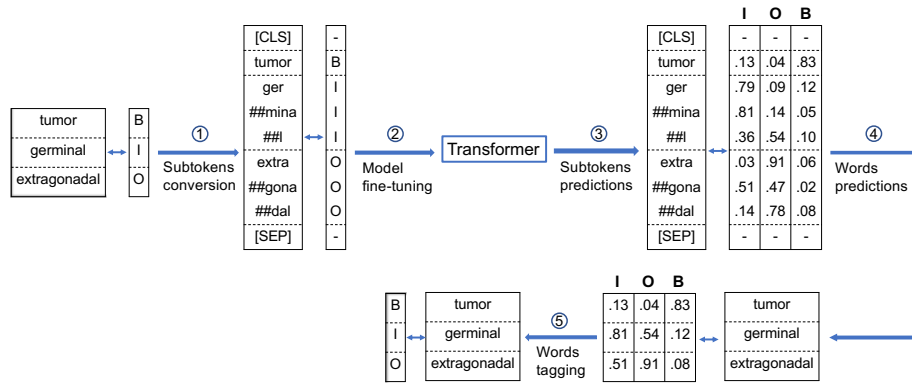 I O B
[CLS] - [CLS] - - -
tumor B tumor .13 .04 .83
ger I ger .79 .09 .12
tumor B ##mina I ##mina .81 .14 .05
germinal I ① ##l I ② Transformer ③ ##l .36 .54 .10 ④
extragonadal O Subtokens conversion extra O Model fine-tuning Subtokens predictions extra .03 .91 .06 Words predictions
##gona O ##gona .51 .47 .02
##dal O ##dal .14 .78 .08
[SEP] - [SEP] - - -
I O B
B tumor .13 .04 .83 tumor
I germinal ⑤ .81 .54 .12 germinal
O extragonadal Words tagging .51 .91 .08 extragonadal